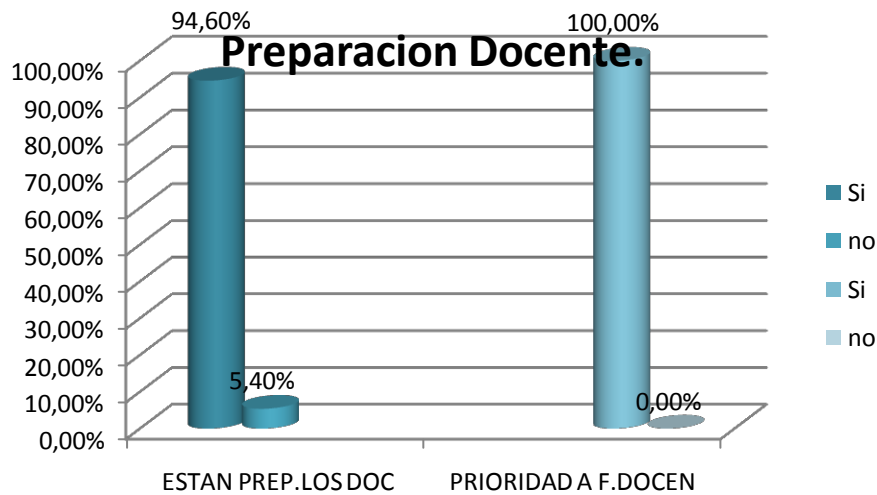 Preparacion Docente.
94,60%
100,00%
5,40%
0,00%
100,00%
90,00%
80,00%
70,00%
60,00%
50,00%
40,00%
30,00%
20,00%
10,00%
0,00%
ESTAN PREP.LOS DOC
PRIORIDAD A F.DOCEN
Si
no
Si
no